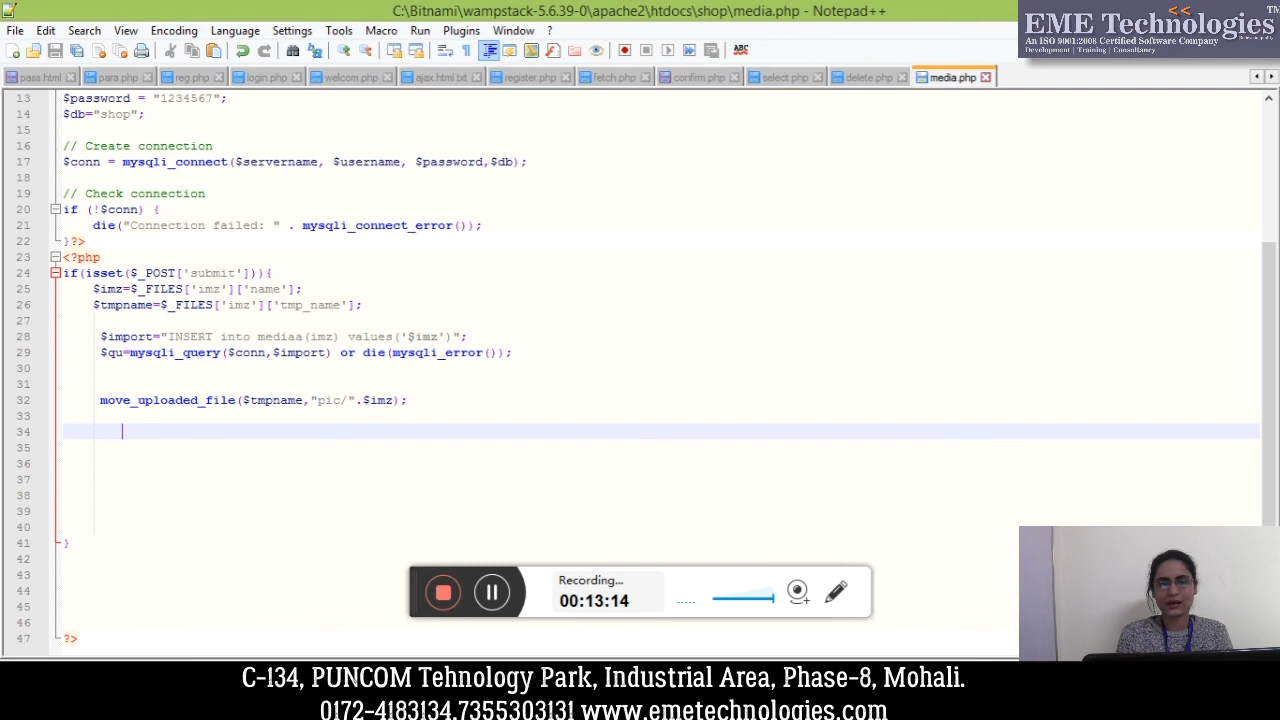 C:\Bitnami\wampstack-5.6.39-0\apache2\htdocs\shop\media.php - Notepad++
<<
EME Technologies™
An ISO 9001:2008 Certified Software Company
Development | Training | Consultancy
File Edit Search View Encoding Language Settings Tools Macro Run Plugins Window ?
ABC
pass.html para.php reg.php login.php welcom.php ajax.html.txt register.php fetch.php confirm.php select.php delete.php media.php
13 $password = "1234567";
14 $db="shop";
15
16 // Create connection
17 $conn = mysqli_connect($servername, $username, $password,$db);
18
19 // Check connection
20 if (!$conn) {
21 die("Connection failed: " . mysqli_connect_error());
22 }?>
23 <?php
24 if(isset($_POST['submit'])){
25 $imz=$_FILES['imz']['name'];
26 $tmpname=$_FILES['imz']['tmp_name'];
27
28 $import="INSERT into mediaa(imz) values('$imz')";
29 $qu=mysqli_query($conn,$import) or die(mysqli_error());
30
31
32 move_uploaded_file($tmpname,"pic/".$imz);
33
34
35
36
37
38
39
40
41 }
42
43
44
45
46
47 ?>
Recording...
00:13:14
C-134, PUNCOM Tehnology Park, Industrial Area, Phase-8, Mohali.
0172-4183134,7355303131 www.emetechnologies.com